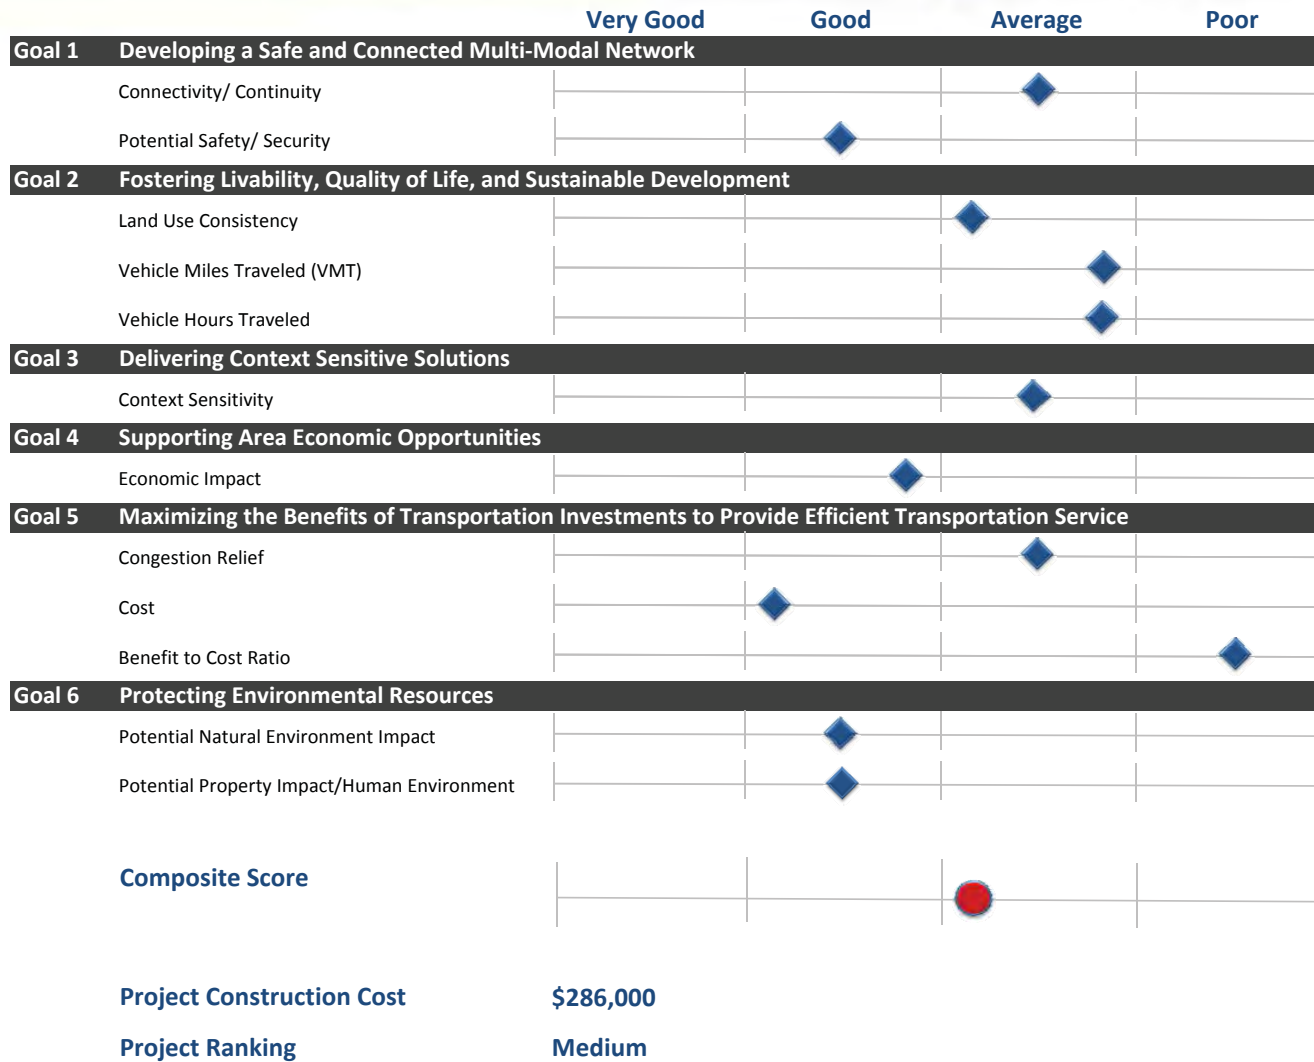 Very Good Good Average Poor
Goal 1 Developing a Safe and Connected Multi-Modal Network
Connectivity/ Continuity
Potential Safety/ Security
Goal 2 Fostering Livability, Quality of Life, and Sustainable Development
Land Use Consistency
Vehicle Miles Traveled (VMT)
Vehicle Hours Traveled
Goal 3 Delivering Context Sensitive Solutions
Context Sensitivity
Goal 4 Supporting Area Economic Opportunities
Economic Impact
Goal 5 Maximizing the Benefits of Transportation Investments to Provide Efficient Transportation Service
Congestion Relief
Cost
Benefit to Cost Ratio
Goal 6 Protecting Environmental Resources
Potential Natural Environment Impact
Potential Property Impact/Human Environment
Composite Score
Project Construction Cost $286,000
Project Ranking Medium